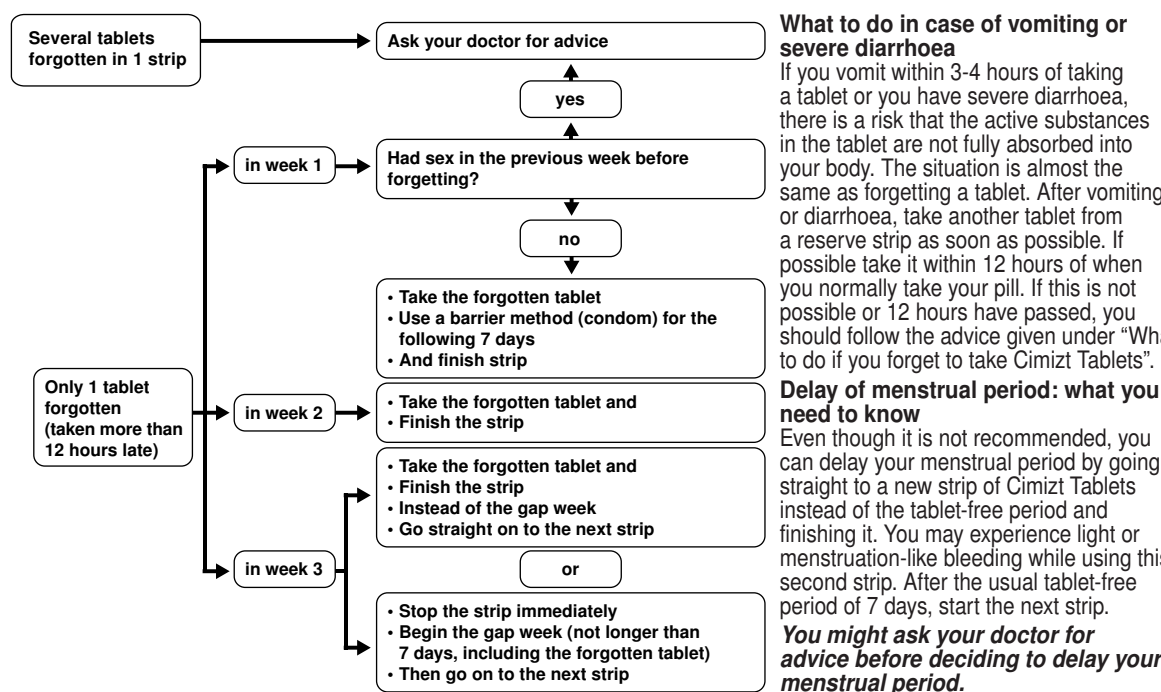 Several tablets
forgotten in 1 strip
Ask your doctor for advice
yes
in week 1
Had sex in the previous week before
forgetting?
no
• Take the forgotten tablet
• Use a barrier method (condom) for the
following 7 days
• And finish strip
Only 1 tablet
forgotten
(taken more than
12 hours late)
in week 2
• Take the forgotten tablet and
• Finish the strip
• Take the forgotten tablet and
• Finish the strip
• Instead of the gap week
• Go straight on to the next strip
in week 3
or
• Stop the strip immediately
• Begin the gap week (not longer than
7 days, including the forgotten tablet)
• Then go on to the next strip
What to do in case of vomiting or
severe diarrhoea
If you vomit within 3-4 hours of taking
a tablet or you have severe diarrhoea,
there is a risk that the active substances
in the tablet are not fully absorbed into
your body. The situation is almost the
same as forgetting a tablet. After vomiting
or diarrhoea, take another tablet from
a reserve strip as soon as possible. If
possible take it within 12 hours of when
you normally take your pill. If this is not
possible or 12 hours have passed, you
should follow the advice given under “Wha
to do if you forget to take Cimizt Tablets”.
Delay of menstrual period: what you
need to know
Even though it is not recommended, you
can delay your menstrual period by going
straight to a new strip of Cimizt Tablets
instead of the tablet-free period and
finishing it. You may experience light or
menstruation-like bleeding while using this
second strip. After the usual tablet-free
period of 7 days, start the next strip.
You might ask your doctor for
advice before deciding to delay your
menstrual period.